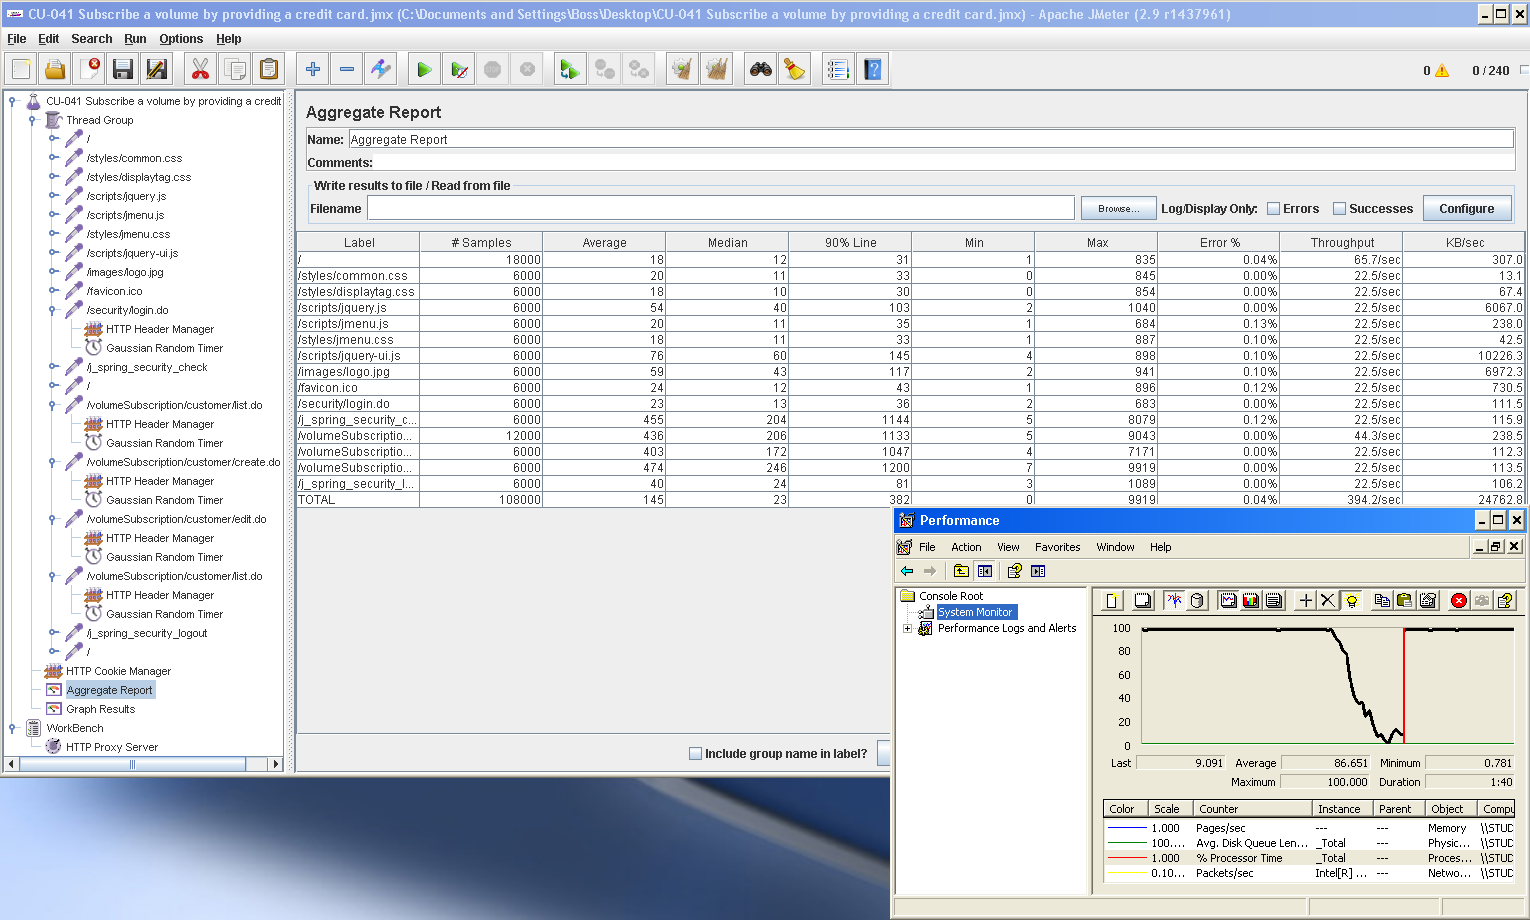 CU-041 Subscribe a volume by providing a credit card.jmx (C:\Documents and Settings\Boss\Desktop\CU-041 Subscribe a volume by providing a credit card.jmx) - Apache JMeter (2.9 r1437961)
File Edit Search Run Options Help
0 0 / 240
CU-041 Subscribe a volume by providing a credit
Thread Group
/
/styles/common.css
/styles/displaytag.css
/scripts/jquery.js
/scripts/jmenu.js
/styles/jmenu.css
/scripts/jquery-ui.js
/images/logo.jpg
/favicon.ico
/security/login.do
HTTP Header Manager
Gaussian Random Timer
/j_spring_security_check
/
/volumeSubscription/customer/list.do
HTTP Header Manager
Gaussian Random Timer
/volumeSubscription/customer/create.do
HTTP Header Manager
Gaussian Random Timer
/volumeSubscription/customer/edit.do
HTTP Header Manager
Gaussian Random Timer
/volumeSubscription/customer/list.do
HTTP Header Manager
Gaussian Random Timer
/j_spring_security_logout
/
HTTP Cookie Manager
Aggregate Report
Graph Results
WorkBench
HTTP Proxy Server
Aggregate Report
Name: Aggregate Report
Comments:
Write results to file / Read from file
Filename Browse... Log/Display Only: Errors Successes Configure
Label # Samples Average Median 90% Line Min Max Error % Throughput KB/sec
/ 18000 18 12 31 1 835 0.04% 65.7/sec 307.0
/styles/common.css 6000 20 11 33 0 845 0.00% 22.5/sec 13.1
/styles/displaytag.css 6000 18 10 30 0 854 0.00% 22.5/sec 67.4
/scripts/jquery.js 6000 54 40 103 2 1040 0.00% 22.5/sec 6067.0
/scripts/jmenu.js 6000 20 11 35 1 684 0.13% 22.5/sec 238.0
/styles/jmenu.css 6000 18 11 33 1 887 0.10% 22.5/sec 42.5
/scripts/jquery-ui.js 6000 76 60 145 4 898 0.10% 22.5/sec 10226.3
/images/logo.jpg 6000 59 43 117 2 941 0.10% 22.5/sec 6972.3
/favicon.ico 6000 24 12 43 1 896 0.12% 22.5/sec 730.5
/security/login.do 6000 23 13 36 2 683 0.00% 22.5/sec 111.5
/j_spring_security_c... 6000 455 204 1144 5 8079 0.12% 22.5/sec 115.9
/volumeSubscriptio... 12000 436 206 1133 5 9043 0.00% 44.3/sec 238.5
/volumeSubscriptio... 6000 403 172 1047 4 7171 0.00% 22.5/sec 112.3
/volumeSubscriptio... 6000 474 246 1200 7 9919 0.00% 22.5/sec 113.5
/j_spring_security_l... 6000 40 24 81 3 1089 0.00% 22.5/sec 106.2
TOTAL 108000 145 23 382 0 9919 0.04% 394.2/sec 24762.8
Include group name in label?
Performance
File Action View Favorites Window Help
Console Root
System Monitor
Performance Logs and Alerts
100
80
60
40
20
0
Last 9.091 Average 86.651 Minimum 0.781
Maximum 100.000 Duration 1:40
Color Scale Counter Instance Parent Object Compu
1.000 Pages/sec --- --- Memory \\STUD
100.... Avg. Disk Queue Len... _Total --- Physic... \\STUD
1.000 % Processor Time _Total --- Proces... \\STUD
0.10... Packets/sec Intel[R] ... --- Netwo... \\STUD